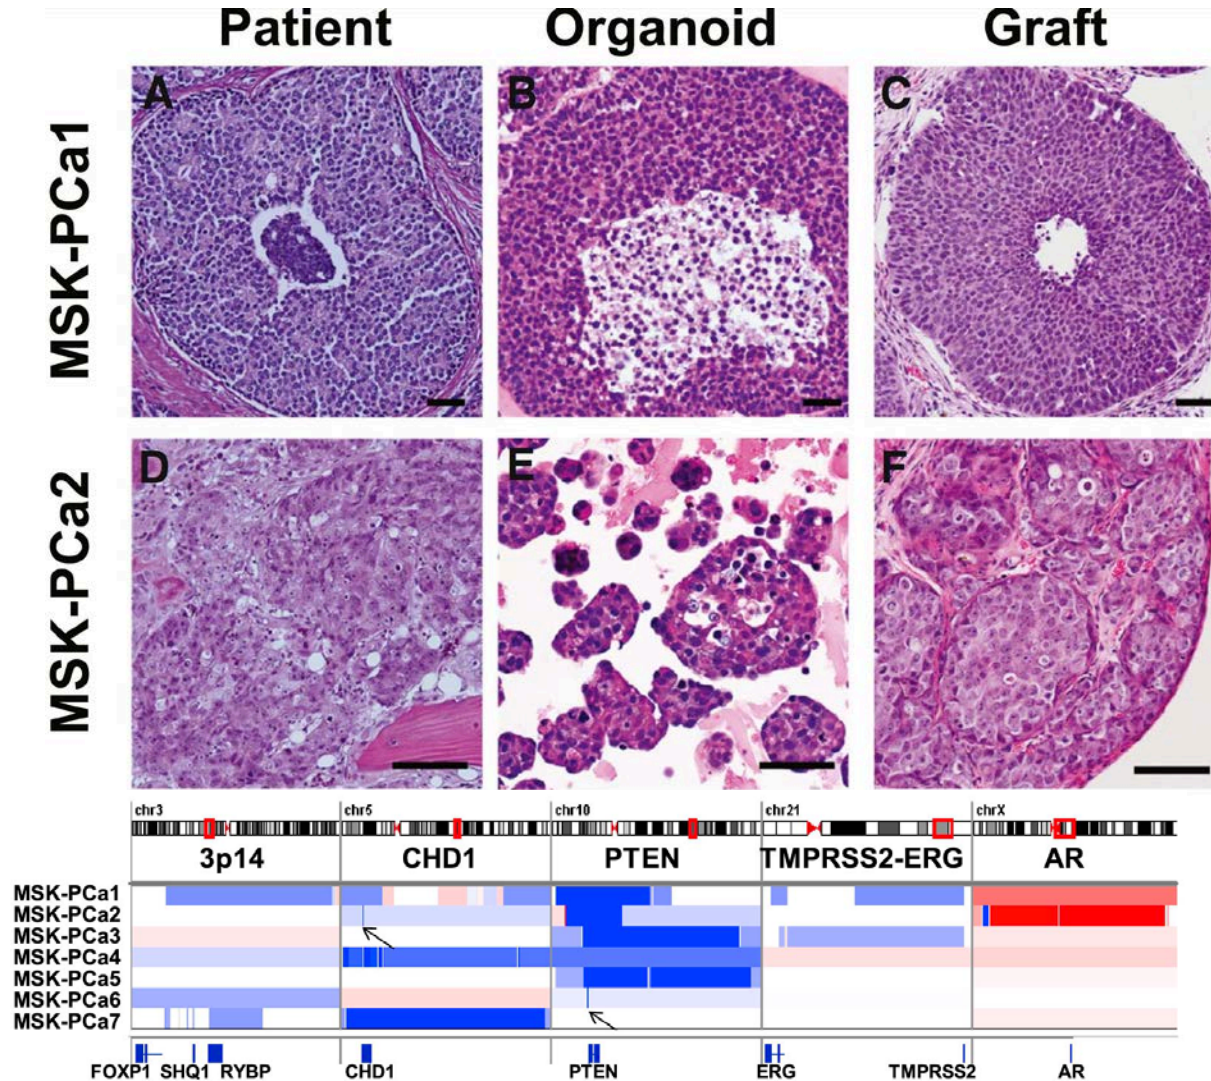 Patient Organoid Graft
MSK-PCa1
A B C
MSK-PCa2
D E F
chr3 chr5 chr10 chr21 chrX
3p14 CHD1 PTEN TMPRSS2-ERG AR
MSK-PCa1
MSK-PCa2
MSK-PCa3
MSK-PCa4
MSK-PCa5
MSK-PCa6
MSK-PCa7
FOXP1 SHQ1 RYBP CHD1 PTEN ERG TMPRSS2 AR